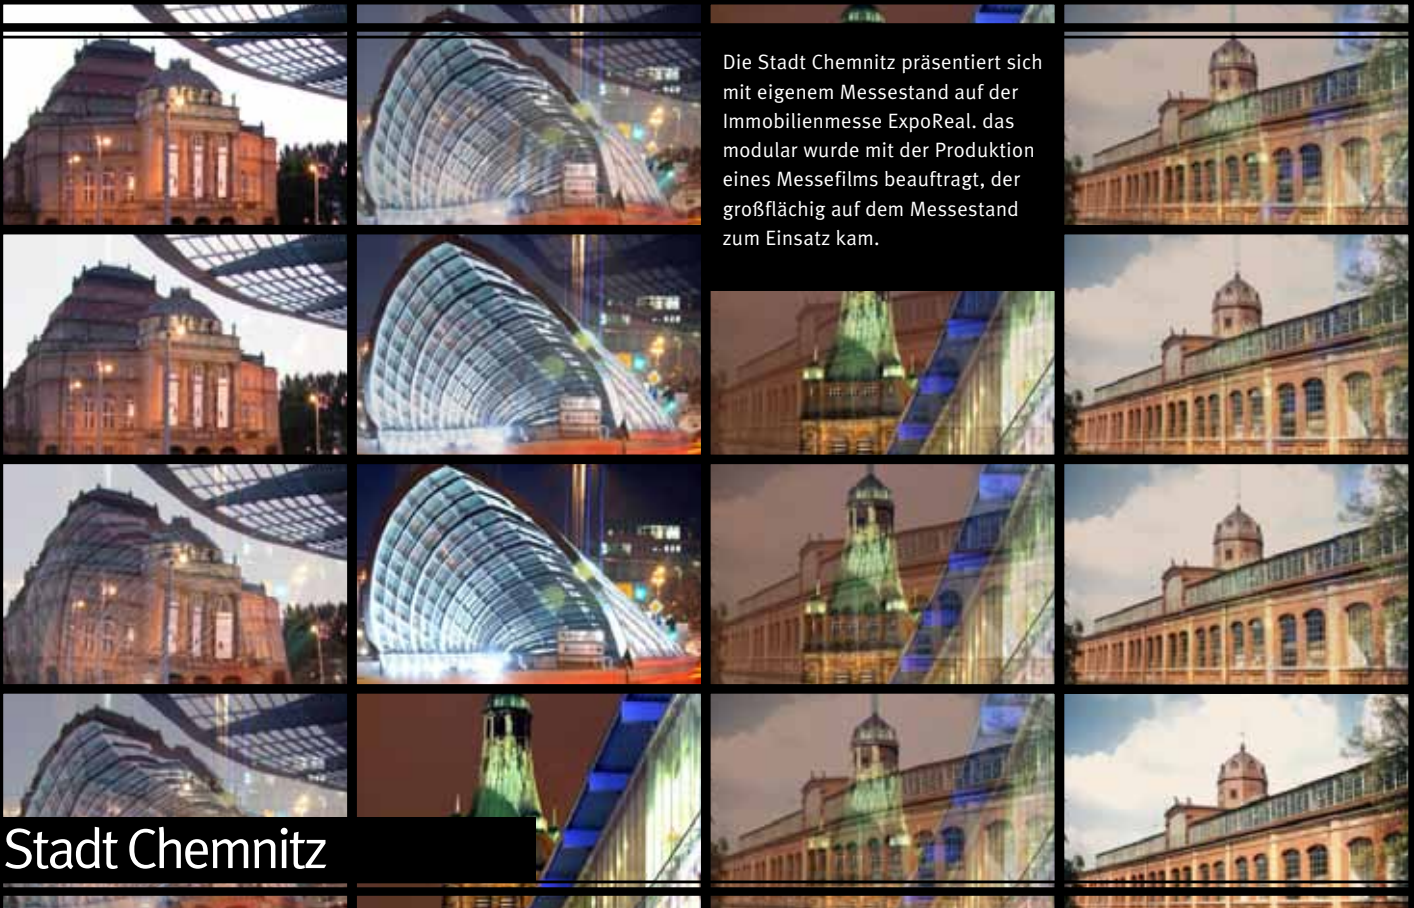 Die Stadt Chemnitz präsentiert sich
mit eigenem Messestand auf der
Immobilienmesse ExpoReal. das
modular wurde mit der Produktion
eines Messefilms beauftragt, der
großflächig auf dem Messestand
zum Einsatz kam.
Stadt Chemnitz